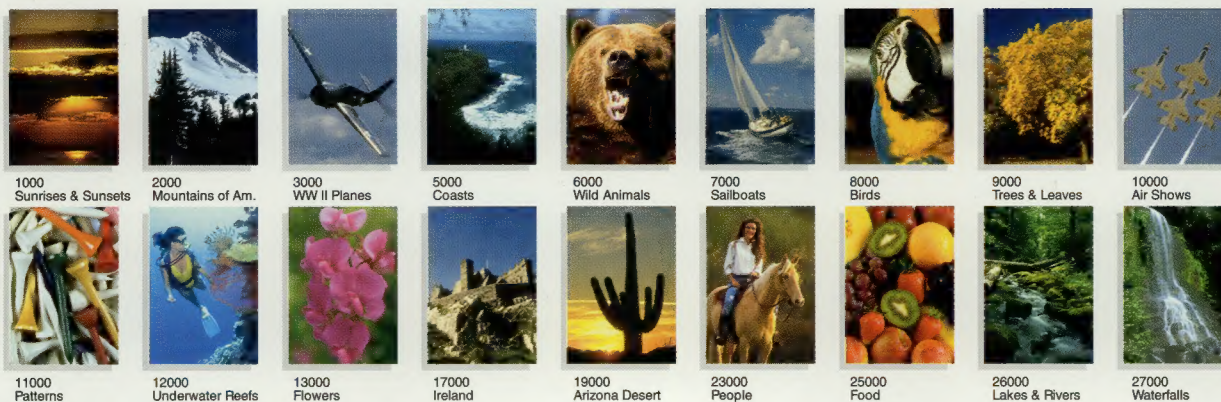 1000
Sunrises & Sunsets
2000
Mountains of Am.
3000
WW II Planes
5000
Coasts
6000
Wild Animals
7000
Sailboats
8000
Birds
9000
Trees & Leaves
10000
Air Shows
11000
Patterns
12000
Underwater Reefs
13000
Flowers
17000
Ireland
19000
Arizona Desert
23000
People
25000
Food
26000
Lakes & Rivers
27000
Waterfalls